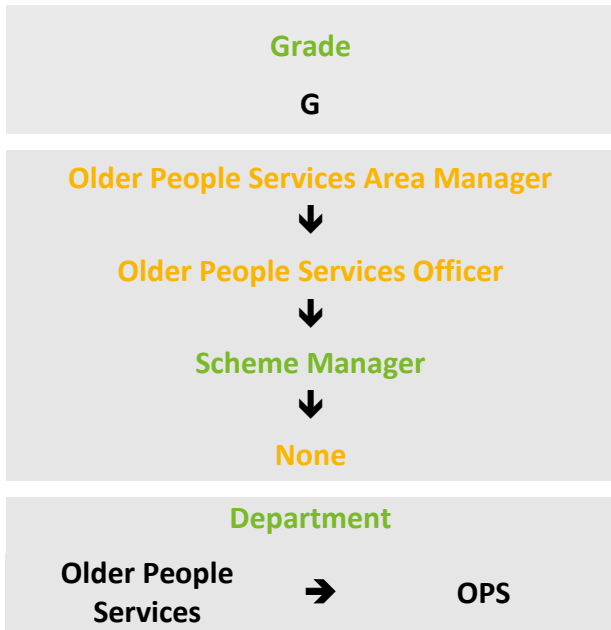 Grade
G
Older People Services Area Manager
↓
Older People Services Officer
↓
Scheme Manager
↓
None
Department
Older People
Services
➔
OPS